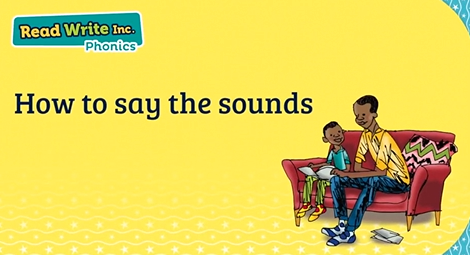 Read Write Inc.
Phonics
How to say the sounds